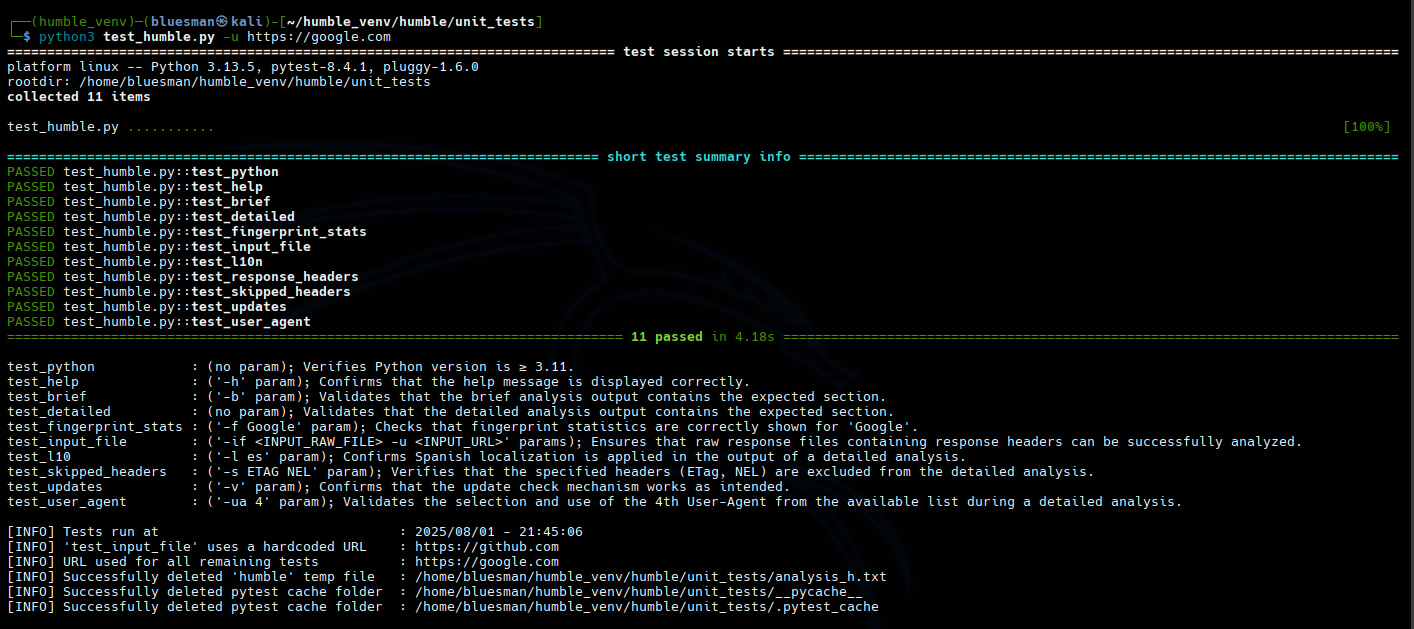 ┌──(humble_venv)─(bluesman㉿kali)-[~/humble_venv/humble/unit_tests]
└─$ python3 test_humble.py -u https://google.com
============================================================================ test session starts =============================================================================
platform linux -- Python 3.13.5, pytest-8.4.1, pluggy-1.6.0
rootdir: /home/bluesman/humble_venv/humble/unit_tests
collected 11 items
test_humble.py ........... [100%]
========================================================================== short test summary info ===========================================================================
PASSED test_humble.py::test_python
PASSED test_humble.py::test_help
PASSED test_humble.py::test_brief
PASSED test_humble.py::test_detailed
PASSED test_humble.py::test_fingerprint_stats
PASSED test_humble.py::test_input_file
PASSED test_humble.py::test_l10n
PASSED test_humble.py::test_response_headers
PASSED test_humble.py::test_skipped_headers
PASSED test_humble.py::test_updates
PASSED test_humble.py::test_user_agent
============================================================================= 11 passed in 4.18s =============================================================================
test_python : (no param); Verifies Python version is ≥ 3.11.
test_help : ('-h' param); Confirms that the help message is displayed correctly.
test_brief : ('-b' param); Validates that the brief analysis output contains the expected section.
test_detailed : (no param); Validates that the detailed analysis output contains the expected section.
test_fingerprint_stats : ('-f Google' param); Checks that fingerprint statistics are correctly shown for 'Google'.
test_input_file : ('-if <INPUT_RAW_FILE> -u <INPUT_URL>' params); Ensures that raw response files containing response headers can be successfully analyzed.
test_l10 : ('-l es' param); Confirms Spanish localization is applied in the output of a detailed analysis.
test_skipped_headers : ('-s ETAG NEL' param); Verifies that the specified headers (ETag, NEL) are excluded from the detailed analysis.
test_updates : ('-v' param); Confirms that the update check mechanism works as intended.
test_user_agent : ('-ua 4' param); Validates the selection and use of the 4th User-Agent from the available list during a detailed analysis.
[INFO] Tests run at : 2025/08/01 - 21:45:06
[INFO] 'test_input_file' uses a hardcoded URL : https://github.com
[INFO] URL used for all remaining tests : https://google.com
[INFO] Successfully deleted 'humble' temp file : /home/bluesman/humble_venv/humble/unit_tests/analysis_h.txt
[INFO] Successfully deleted pytest cache folder : /home/bluesman/humble_venv/humble/unit_tests/__pycache__
[INFO] Successfully deleted pytest cache folder : /home/bluesman/humble_venv/humble/unit_tests/.pytest_cache